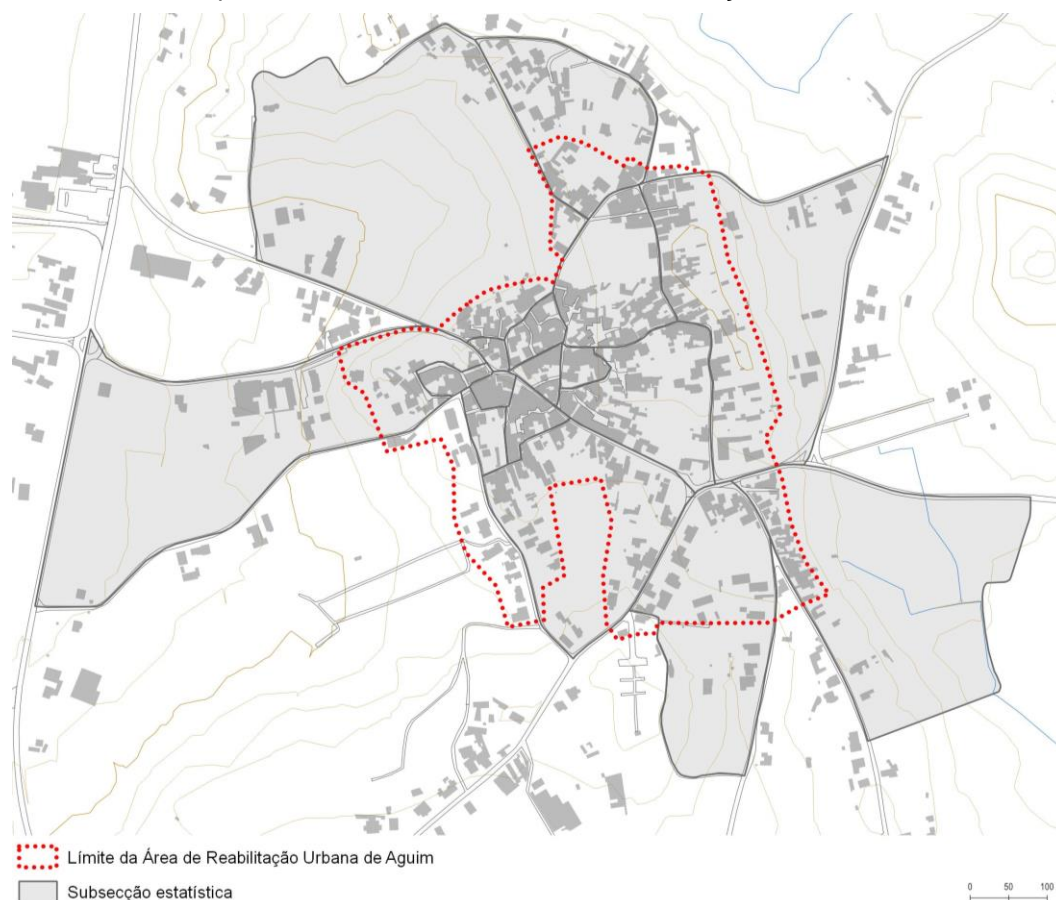 Límite da Área de Reabilitação Urbana de Aguim
Subsecção estatística
0 50 100